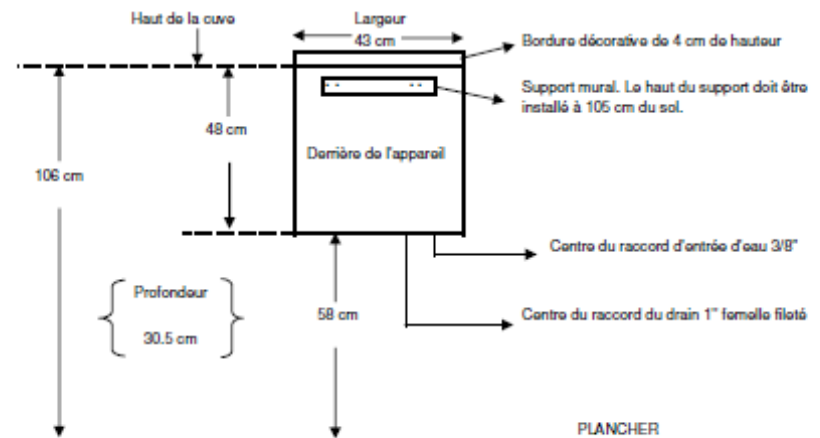 Haut de la cuve
Largeur
43 cm
Bordure décorative de 4 cm de hauteur
Support mural. Le haut du support doit être
installé à 105 cm du sol.
48 cm
Derrière de l'appareil
106 cm
Centre du raccord d'entrée d'eau 3/8"
Profondeur
30.5 cm
58 cm
Centre du raccord du drain 1" femelle fileté
PLANCHER